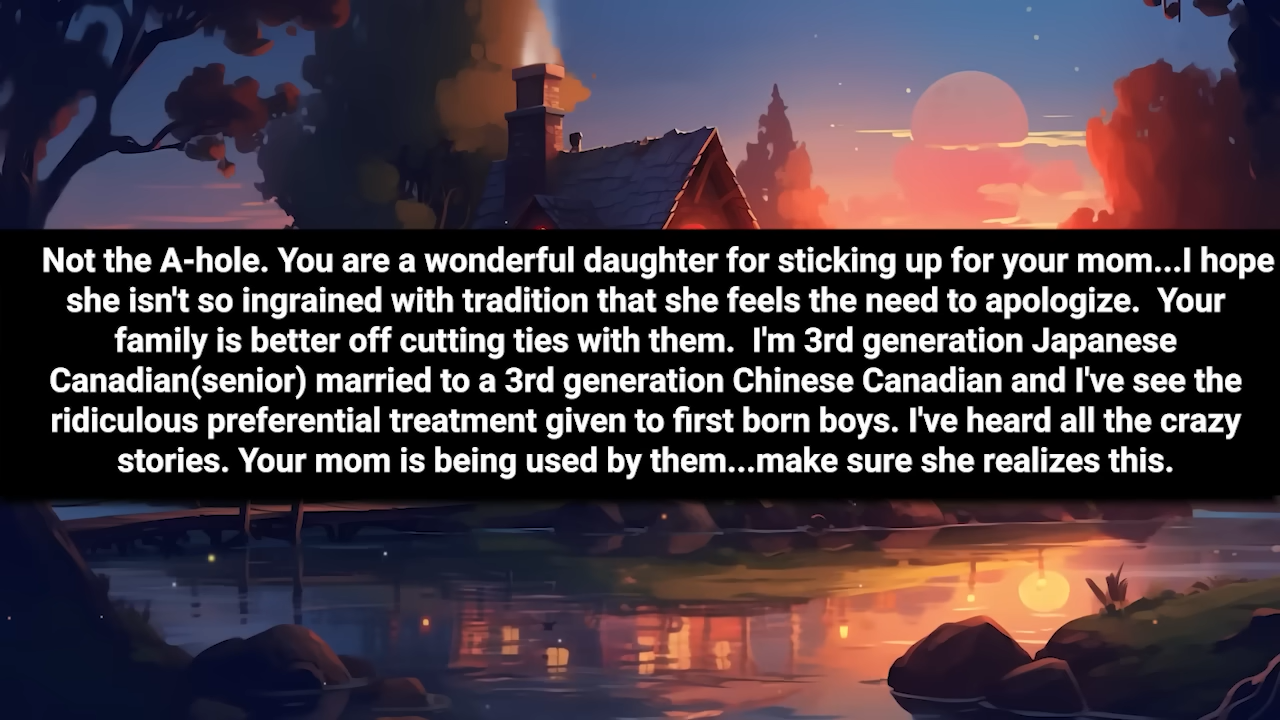 Not the A-hole. You are a wonderful daughter for sticking up for your mom...I hope
she isn't so ingrained with tradition that she feels the need to apologize.  Your
family is better off cutting ties with them.  I'm 3rd generation Japanese
Canadian(senior) married to a 3rd generation Chinese Canadian and I've see the
ridiculous preferential treatment given to first born boys. I've heard all the crazy
stories. Your mom is being used by them...make sure she realizes this.